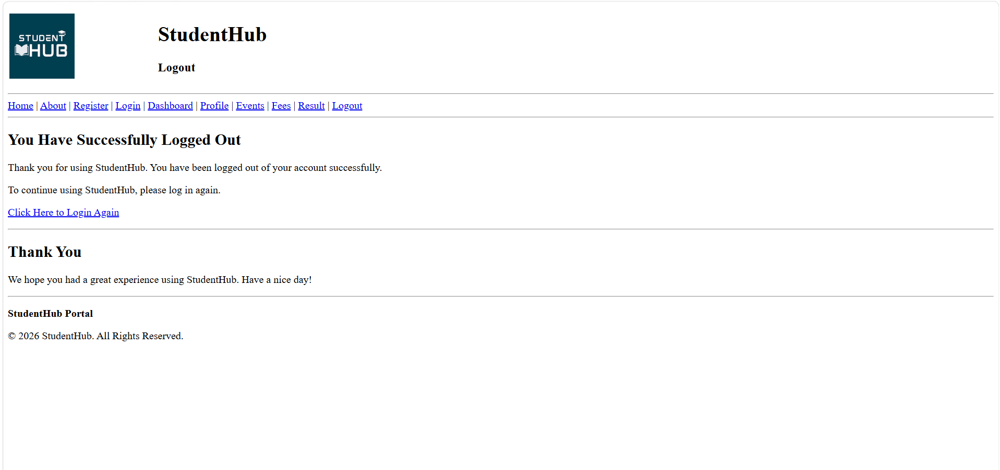 STUDENT
HUB
StudentHub
Logout
Home | About | Register | Login | Dashboard | Profile | Events | Fees | Result | Logout
You Have Successfully Logged Out
Thank you for using StudentHub. You have been logged out of your account successfully.
To continue using StudentHub, please log in again.
Click Here to Login Again
Thank You
We hope you had a great experience using StudentHub. Have a nice day!
StudentHub Portal
© 2026 StudentHub. All Rights Reserved.